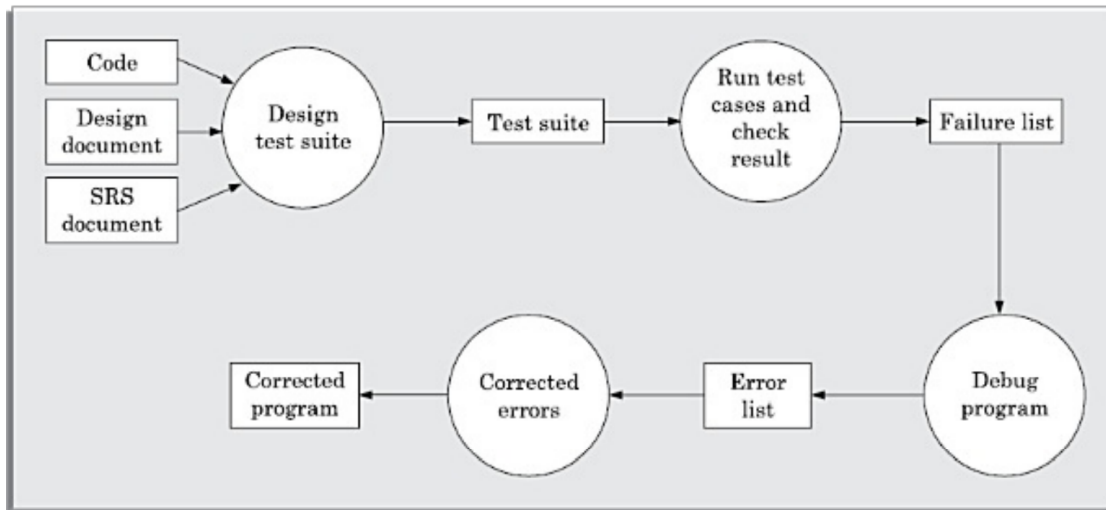 Code
Design
document
SRS
document
Design
test suite
Test suite
Run test
cases and
check
result
Failure list
Debug
program
Error
list
Corrected
errors
Corrected
program